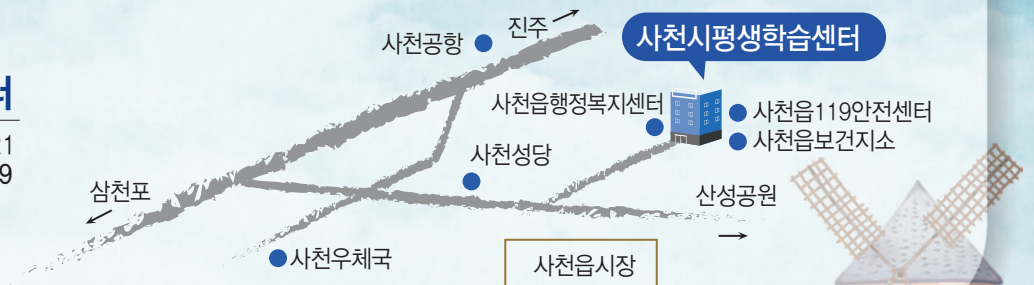 터
21
9
진주
사천공항
사천시평생학습센터
사천읍행정복지센터
사천읍119안전센터
사천읍보건지소
사천성당
삼천포
산성공원
사천우체국
사천읍시장